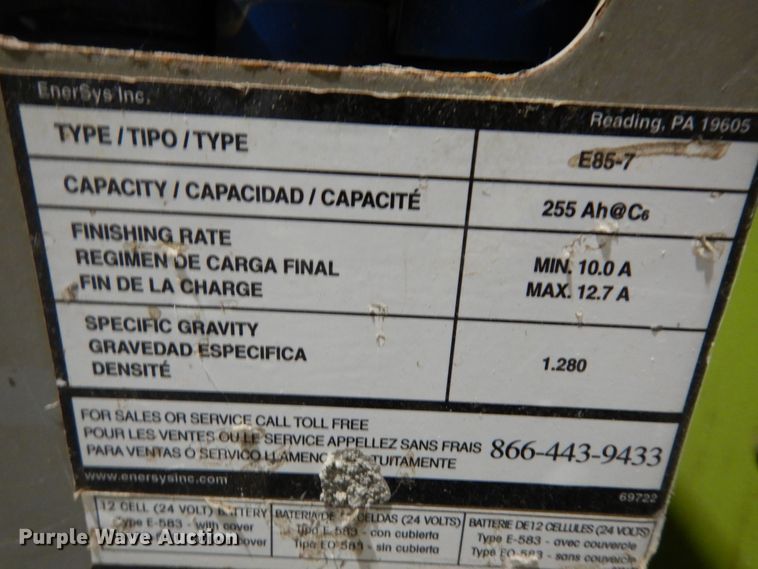 EnerSys Inc.
Reading, PA 19605
TYPE / TIPO / TYPE
E85-7
CAPACITY / CAPACIDAD / CAPACITÉ
255 Ah@C6
FINISHING RATE
REGIMEN DE CARGA FINAL
FIN DE LA CHARGE
MIN. 10.0 A
MAX. 12.7 A
SPECIFIC GRAVITY
GRAVEDAD ESPECIFICA
DENSITÉ
1.280
FOR SALES OR SERVICE CALL TOLL FREE
POUR LES VENTES OU LE SERVICE APPELLEZ SANS FRAIS
PARA VENTAS Ó SERVICO
866-443-9433
www.enersysinc.com
69722
12 CELL (24 VOLT) BATTERY
Type E-583 - with cover
BATERIA DE CELDAS (24 VOLTS)
Tipo E-583 - con cubierta
Tipo EO 583 - sin cubierta
BATTERIE DE 12 CELLULES (24 VOLTS)
Type E-583 - avec couvercle
Type EO-583 - sans couvercle
Purple Wave Auction